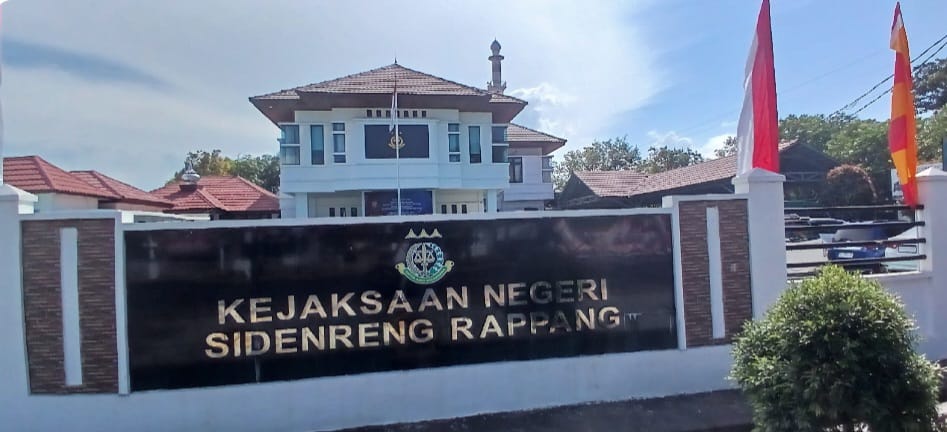 KEJAKSAAN NEGERI
SIDENRENG RAPPANG